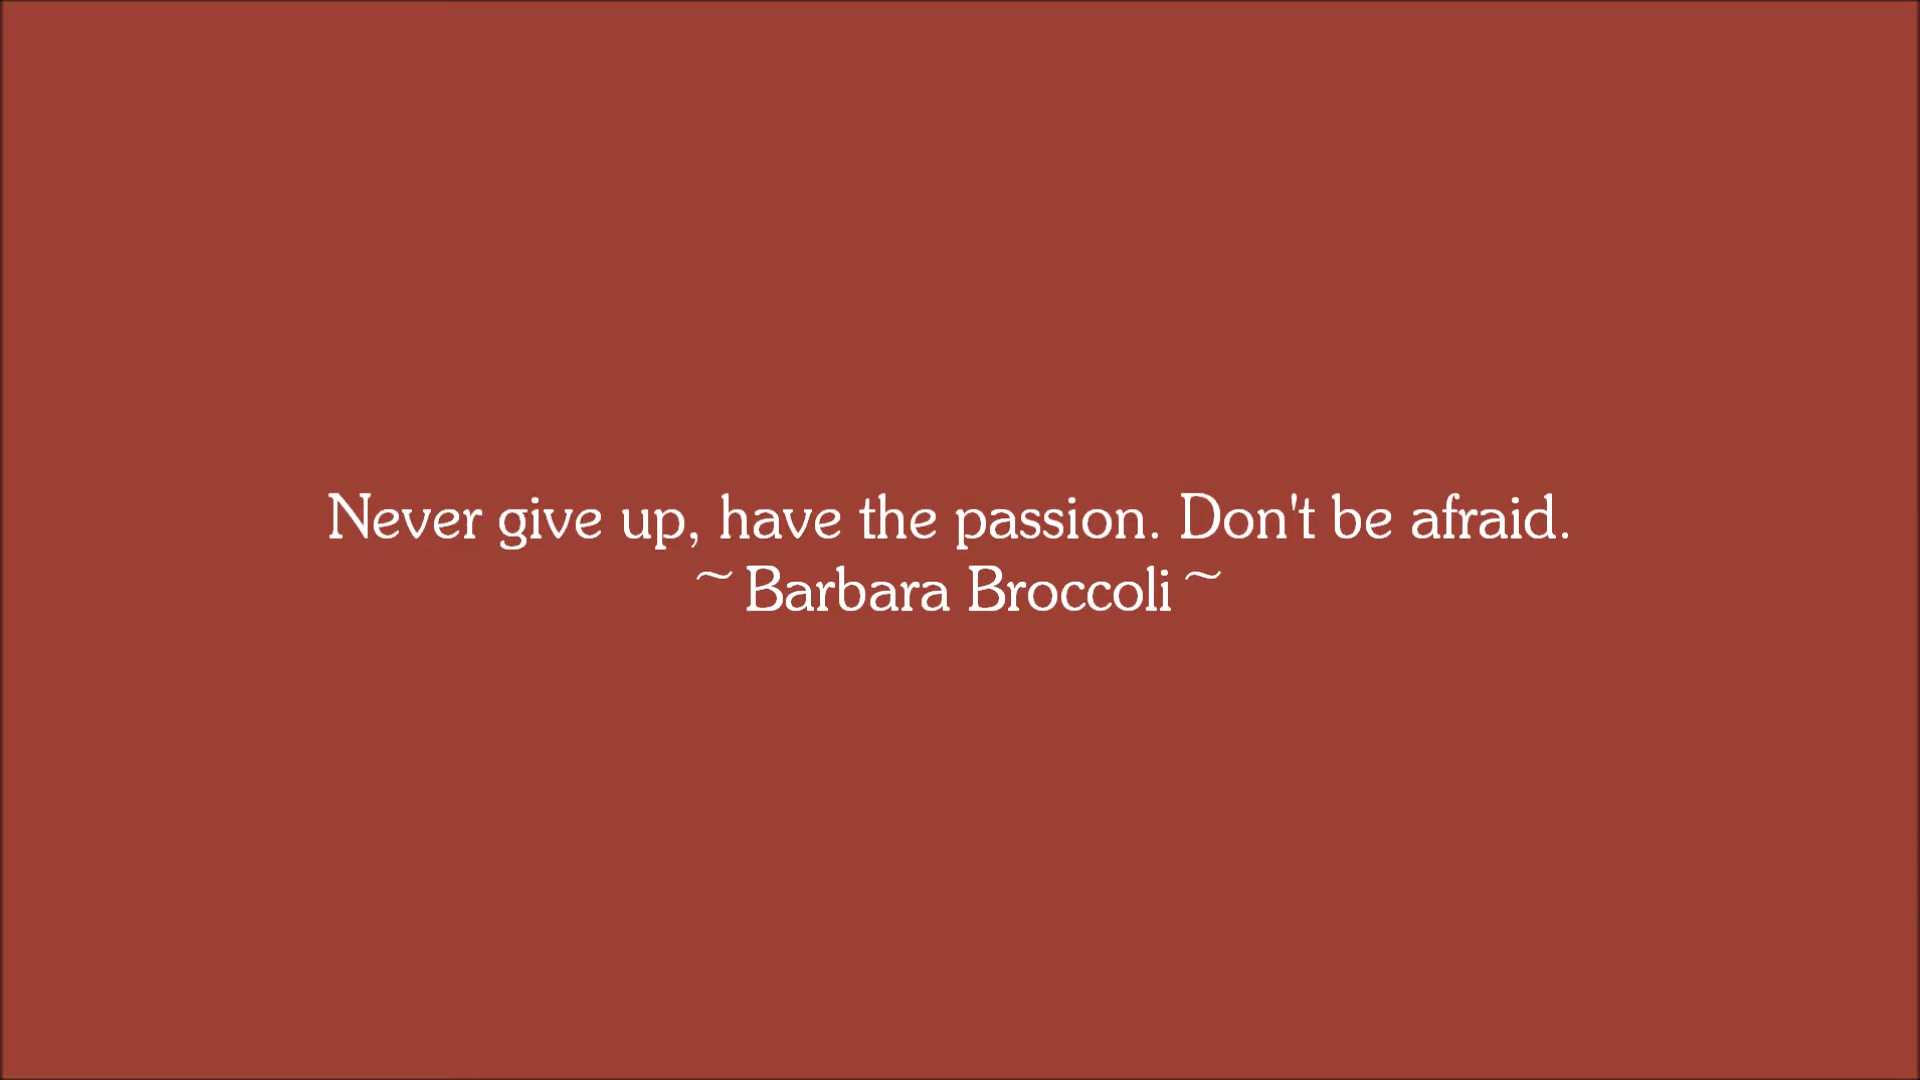 Never give up, have the passion. Don't be afraid.
~Barbara Broccoli~